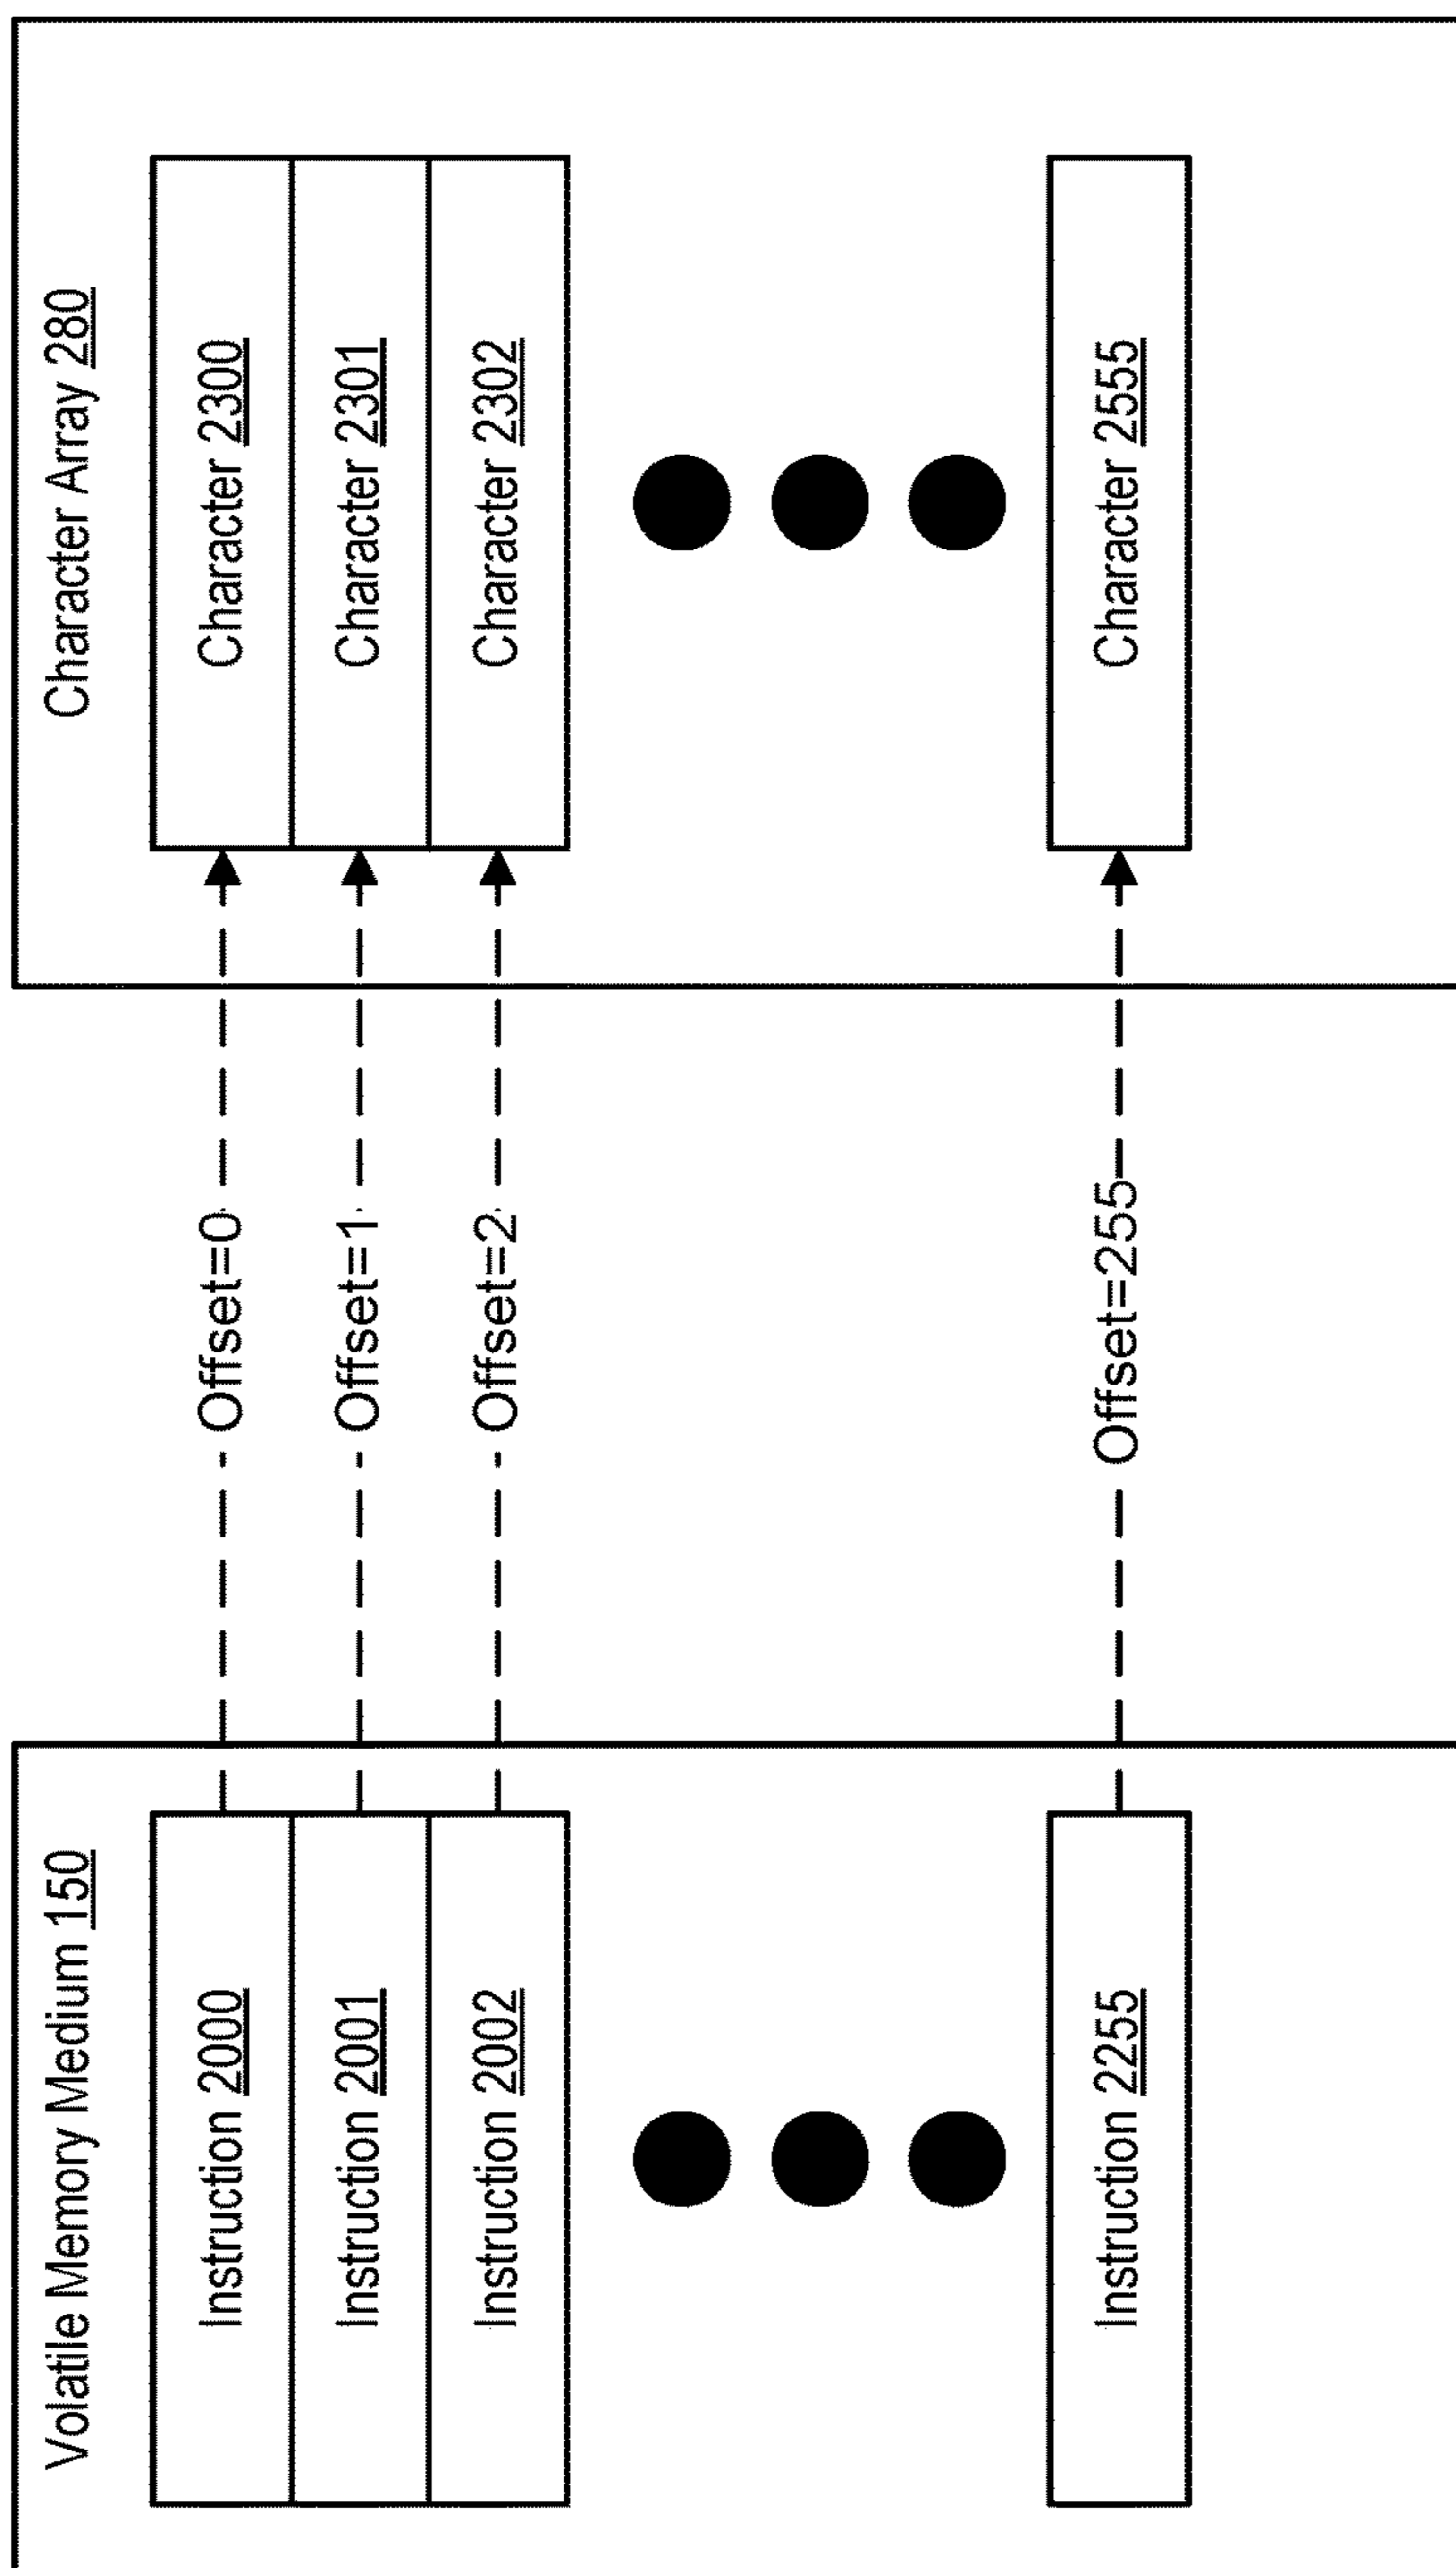 Volatile Memory Medium 150
Character Array 280
Instruction 2000
Offset=0
Character 2300
Instruction 2001
Offset=1
Character 2301
Instruction 2002
Offset=2
Character 2302
Instruction 2255
Offset=255
Character 2555